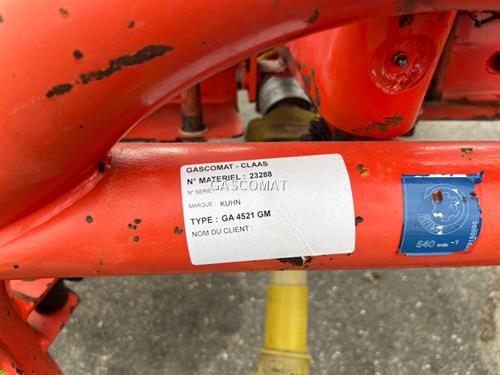 GASCOMAT - CLAAS
N° MATERIEL : 23288
N° SERIE
GASCOMAT
MARQUE : KUHN
TYPE : GA 4521 GM
NOM DU CLIENT :
540 min -1